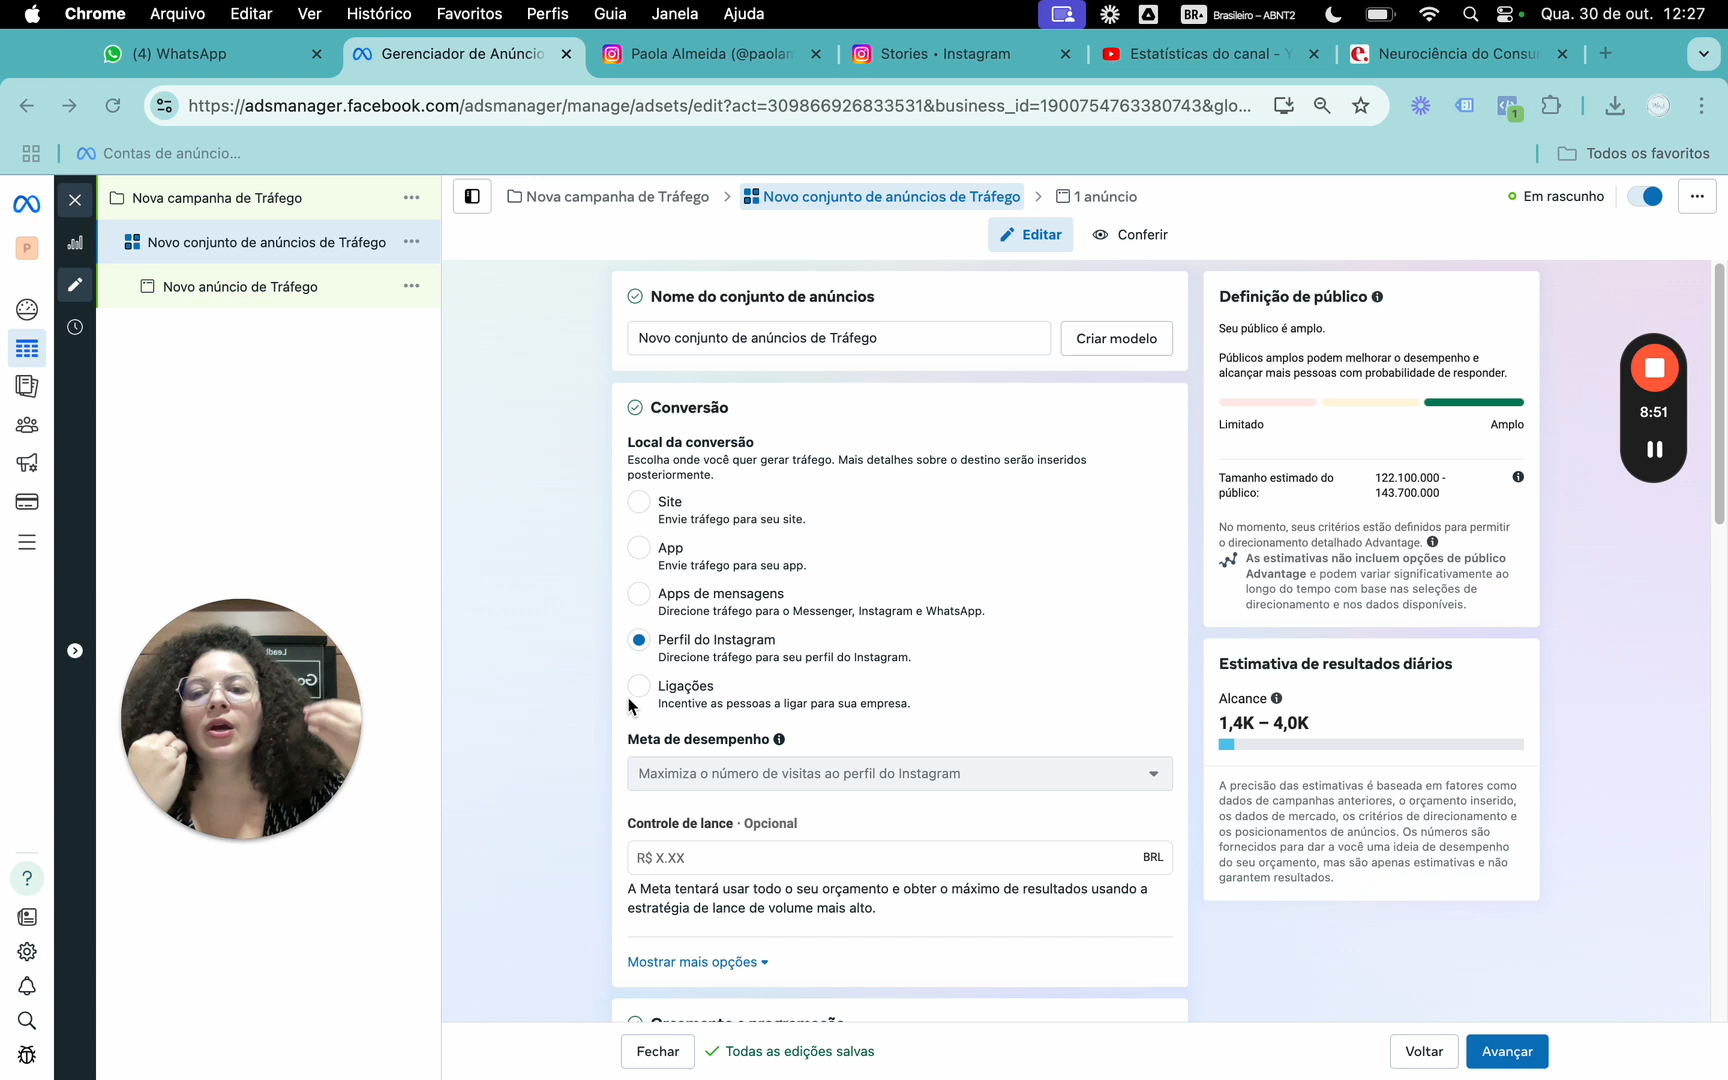 Chrome Arquivo Editar Ver Histórico Favoritos Perfis Guia Janela Ajuda
BR Brasileiro – ABNT2 Qua. 30 de out. 12:27
(4) WhatsApp
Gerenciador de Anúncio
Paola Almeida (@paolam
Stories • Instagram
Estatísticas do canal - Y
Neurociência do Consu
https://adsmanager.facebook.com/adsmanager/manage/adsets/edit?act=309866926833531&business_id=1900754763380743&glo...
1
Contas de anúncio...
Todos os favoritos
P
Nova campanha de Tráfego
Novo conjunto de anúncios de Tráfego
Novo anúncio de Tráfego
Nova campanha de Tráfego
Novo conjunto de anúncios de Tráfego
1 anúncio
Em rascunho
Editar
Conferir
Nome do conjunto de anúncios
Novo conjunto de anúncios de Tráfego
Criar modelo
Conversão
Local da conversão
Escolha onde você quer gerar tráfego. Mais detalhes sobre o destino serão inseridos
posteriormente.
Site
Envie tráfego para seu site.
App
Envie tráfego para seu app.
Apps de mensagens
Direcione tráfego para o Messenger, Instagram e WhatsApp.
Perfil do Instagram
Direcione tráfego para seu perfil do Instagram.
Ligações
Incentive as pessoas a ligar para sua empresa.
Meta de desempenho
Maximiza o número de visitas ao perfil do Instagram
Controle de lance · Opcional
R$ X.XX
BRL
A Meta tentará usar todo o seu orçamento e obter o máximo de resultados usando a
estratégia de lance de volume mais alto.
Mostrar mais opções
Orçamento e programação
Fechar
Todas as edições salvas
Voltar
Avançar
Definição de público
Seu público é amplo.
Públicos amplos podem melhorar o desempenho e
alcançar mais pessoas com probabilidade de responder.
Limitado
Amplo
Tamanho estimado do
público:
122.100.000 -
143.700.000
No momento, seus critérios estão definidos para permitir
o direcionamento detalhado Advantage.
As estimativas não incluem opções de público
Advantage e podem variar significativamente ao
longo do tempo com base nas seleções de
direcionamento e nos dados disponíveis.
Estimativa de resultados diários
Alcance
1,4K – 4,0K
A precisão das estimativas é baseada em fatores como
dados de campanhas anteriores, o orçamento inserido,
os dados de mercado, os critérios de direcionamento e
os posicionamentos de anúncios. Os números são
fornecidos para dar a você uma ideia de desempenho
do seu orçamento, mas são apenas estimativas e não
garantem resultados.
8:51